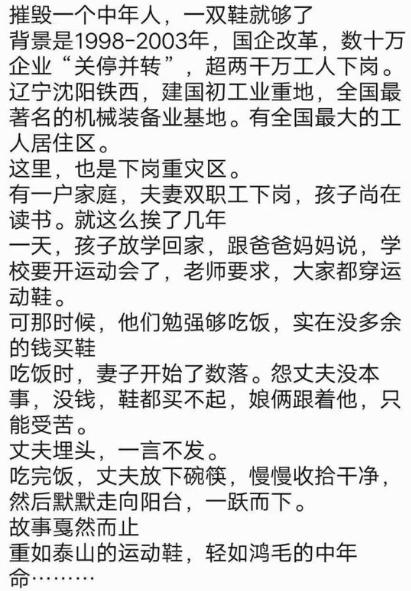 摧毁一个中年人，一双鞋就够了
背景是1998-2003年，国企改革，数十万
企业“关停并转”，超两千万工人下岗。
辽宁沈阳铁西，建国初工业重地，全国最
著名的机械装备业基地。有全国最大的工
人居住区。
这里，也是下岗重灾区。
有一户家庭，夫妻双职工下岗，孩子尚在
读书。就这么挨了几年
一天，孩子放学回家，跟爸爸妈妈说，学
校要开运动会了，老师要求，大家都穿运
动鞋。
可那时候，他们勉强够吃饭，实在没多余
的钱买鞋
吃饭时，妻子开始了数落。怨丈夫没本
事，没钱，鞋都买不起，娘俩跟着他，只
能受苦。
丈夫埋头，一言不发。
吃完饭，丈夫放下碗筷，慢慢收拾干净，
然后默默走向阳台，一跃而下。
故事戛然而止
重如泰山的运动鞋，轻如鸿毛的中年
命………